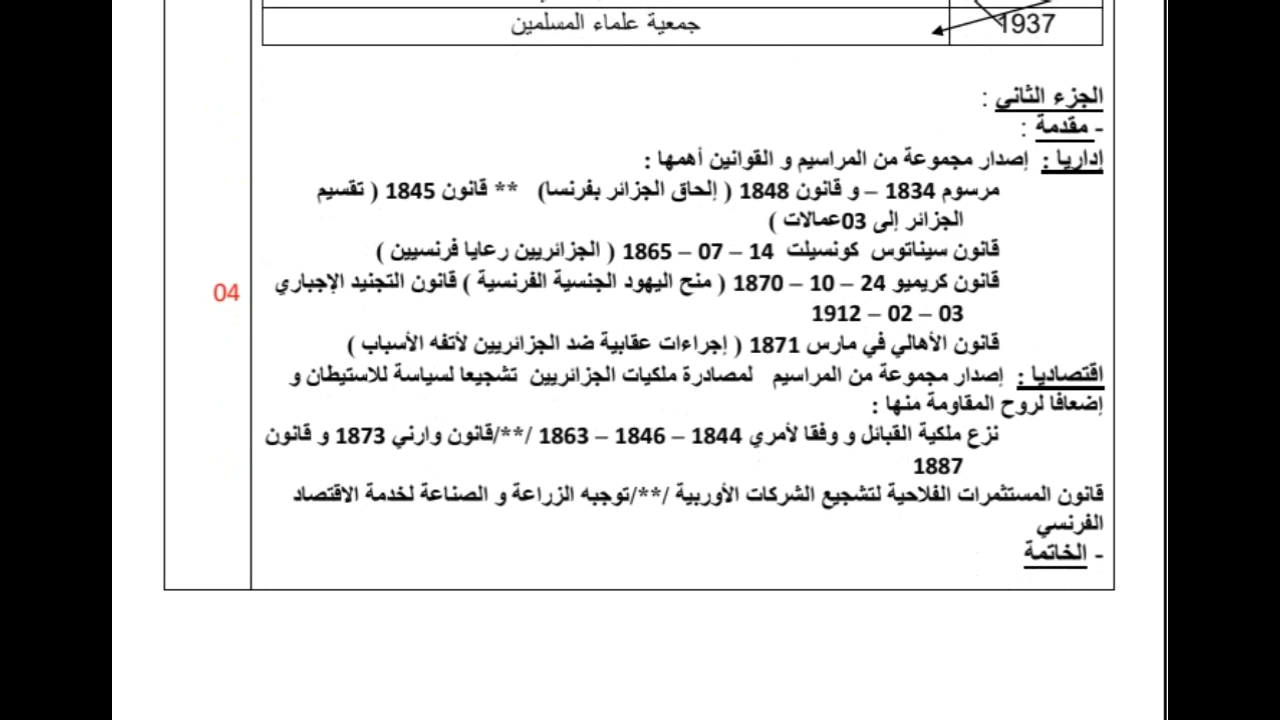 جمعية علماء المسلمين 1937
الجزء الثاني :
- مقدمة :
إداريا : إصدار مجموعة من المراسيم و القوانين أهمها :
مرسوم 1834 – و قانون 1848 ( إلحاق الجزائر بفرنسا) ** قانون 1845 ( تقسيم
الجزائر إلى 03عمالات )
قانون سيناتوس كونسيلت 14 – 07 – 1865 ( الجزائريين رعايا فرنسيين )
قانون كريميو 24 – 10 – 1870 ( منح اليهود الجنسية الفرنسية ) قانون التجنيد الإجباري
03 – 02 – 1912
04
قانون الأهالي في مارس 1871 ( إجراءات عقابية ضد الجزائريين لأتفه الأسباب )
اقتصاديا : إصدار مجموعة من المراسيم لمصادرة ملكيات الجزائريين تشجيعا لسياسة للاستيطان و
إضعافا لروح المقاومة منها :
نزع ملكية القبائل و وفقا لأمري 1844 – 1846 – 1863 /**/قانون وارني 1873 و قانون
1887
قانون المستثمرات الفلاحية لتشجيع الشركات الأوربية /**/توجبه الزراعة و الصناعة لخدمة الاقتصاد
الفرنسي
- الخاتمة